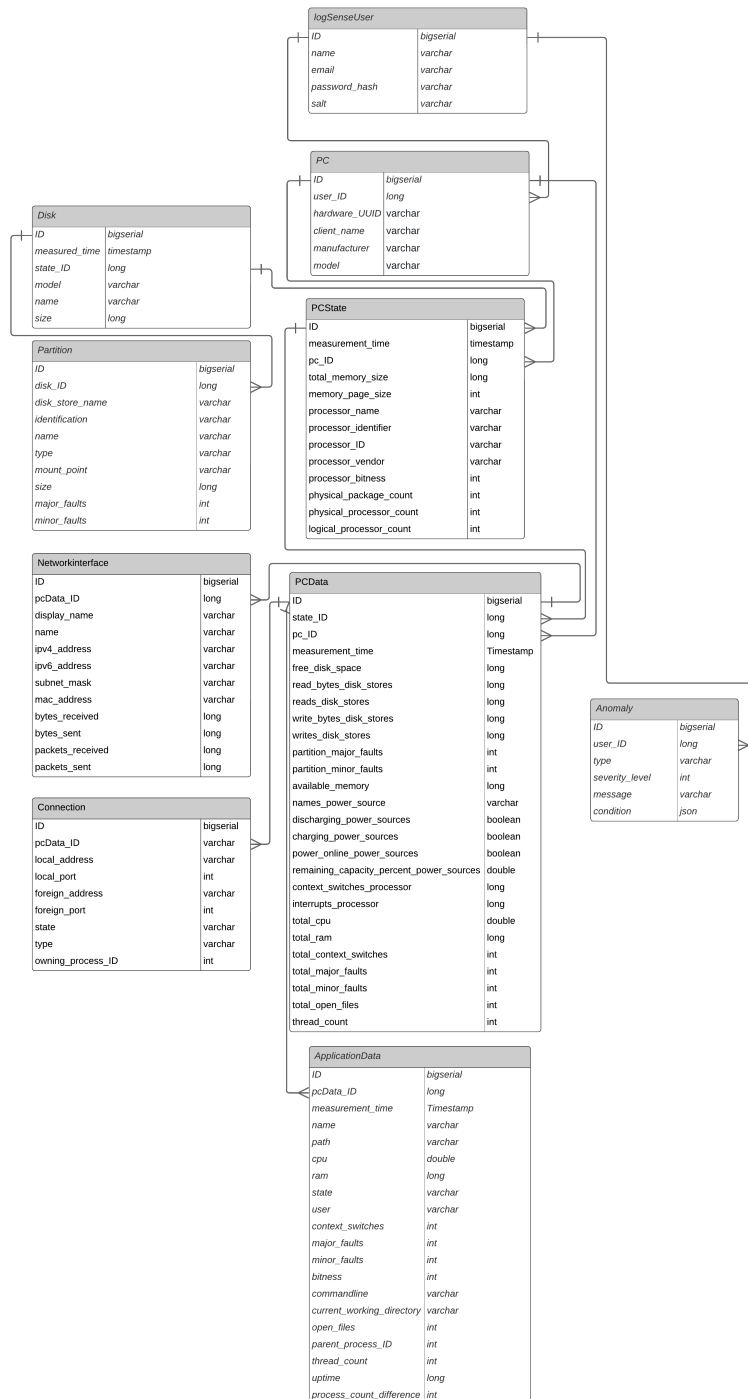 logSenseUser
ID bigserial
name varchar
email varchar
password_hash varchar
salt varchar
PC
ID bigserial
user_ID long
hardware_UUID varchar
client_name varchar
manufacturer varchar
model varchar
Disk
ID bigserial
measured_time timestamp
state_ID long
model varchar
name varchar
size long
PCState
ID bigserial
measurement_time timestamp
pc_ID long
total_memory_size long
memory_page_size int
processor_name varchar
processor_identifier varchar
processor_ID varchar
processor_vendor varchar
processor_bitness int
physical_package_count int
physical_processor_count int
logical_processor_count int
Partition
ID bigserial
disk_ID long
disk_store_name varchar
identification varchar
name varchar
type varchar
mount_point varchar
size long
major_faults int
minor_faults int
Networkinterface
ID bigserial
pcData_ID long
display_name varchar
name varchar
ipv4_address varchar
ipv6_address varchar
subnet_mask varchar
mac_address varchar
bytes_received long
bytes_sent long
packets_received long
packets_sent long
PCData
ID bigserial
state_ID long
pc_ID long
measurement_time Timestamp
free_disk_space long
read_bytes_disk_stores long
reads_disk_stores long
write_bytes_disk_stores long
writes_disk_stores long
partition_major_faults int
partition_minor_faults int
available_memory long
names_power_source varchar
discharging_power_sources boolean
charging_power_sources boolean
power_online_power_sources boolean
remaining_capacity_percent_power_sources double
context_switches_processor long
interrupts_processor long
total_cpu double
total_ram long
total_context_switches int
total_major_faults int
total_minor_faults int
total_open_files int
thread_count int
Anomaly
ID bigserial
user_ID long
type varchar
severity_level int
message varchar
condition json
Connection
ID bigserial
pcData_ID varchar
local_address varchar
local_port int
foreign_address varchar
foreign_port int
state varchar
type varchar
owning_process_ID int
ApplicationData
ID bigserial
pcData_ID long
measurement_time Timestamp
name varchar
path varchar
cpu double
ram long
state varchar
user varchar
context_switches int
major_faults int
minor_faults int
bitness int
commandline varchar
current_working_directory varchar
open_files int
parent_process_ID int
thread_count int
uptime long
process_count_difference int